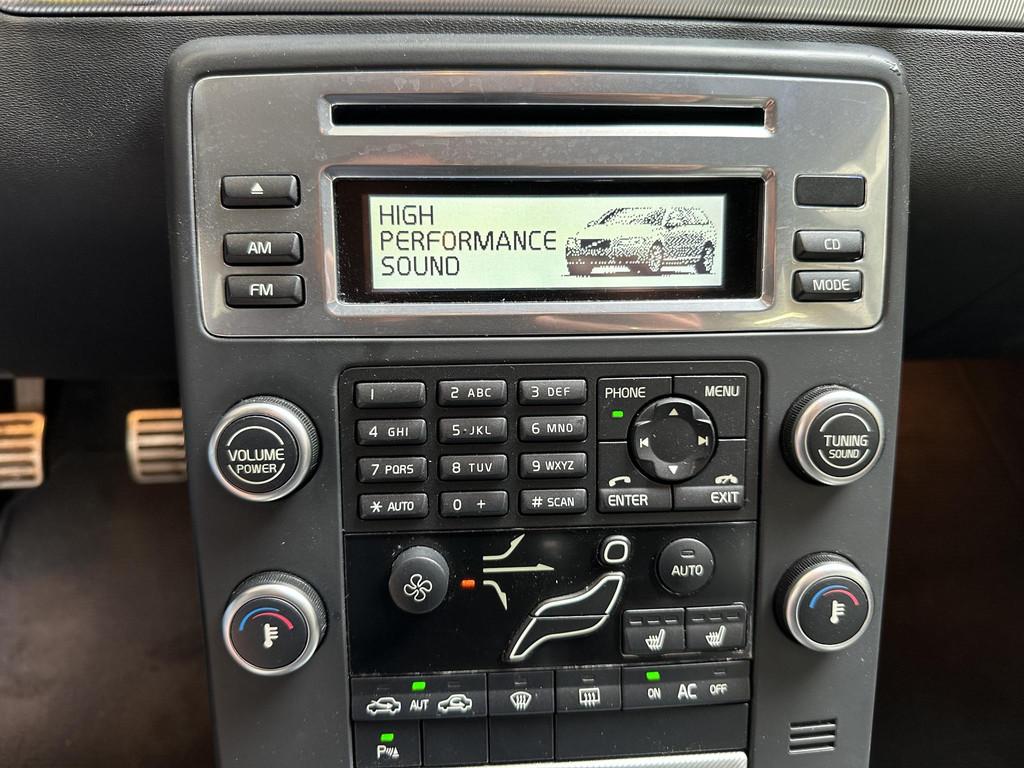 HIGH
PERFORMANCE
SOUND
AM
FM
CD
MODE
1
2 ABC
3 DEF
PHONE
MENU
4 GHI
5·JKL
6 MNO
7 PQRS
8 TUV
9 WXYZ
* AUTO
0 +
# SCAN
ENTER
EXIT
VOLUME
POWER
TUNING
SOUND
AUTO
AUT
ON AC OFF
P